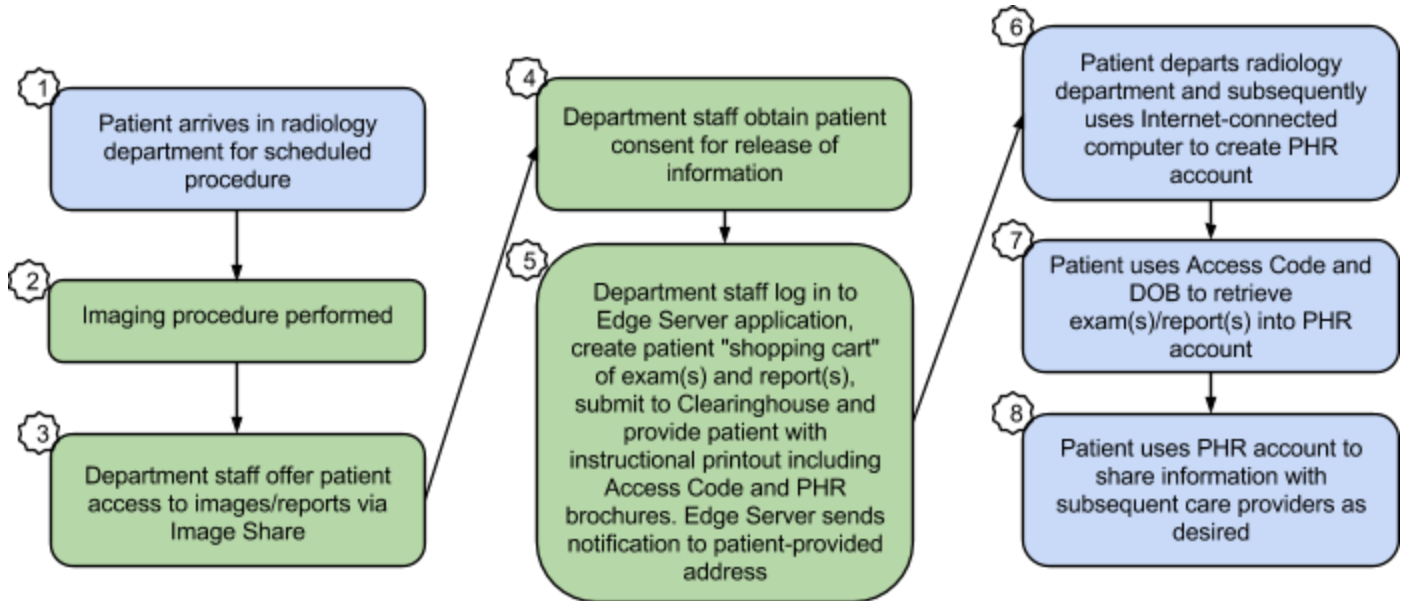 1
Patient arrives in radiology
department for scheduled
procedure
2
Imaging procedure performed
3
Department staff offer patient
access to images/reports via
Image Share
4
Department staff obtain patient
consent for release of
information
5
Department staff log in to
Edge Server application,
create patient "shopping cart"
of exam(s) and report(s),
submit to Clearinghouse and
provide patient with
instructional printout including
Access Code and PHR
brochures. Edge Server sends
notification to patient-provided
address
6
Patient departs radiology
department and subsequently
uses Internet-connected
computer to create PHR
account
7
Patient uses Access Code and
DOB to retrieve
exam(s)/report(s) into PHR
account
8
Patient uses PHR account to
share information with
subsequent care providers as
desired